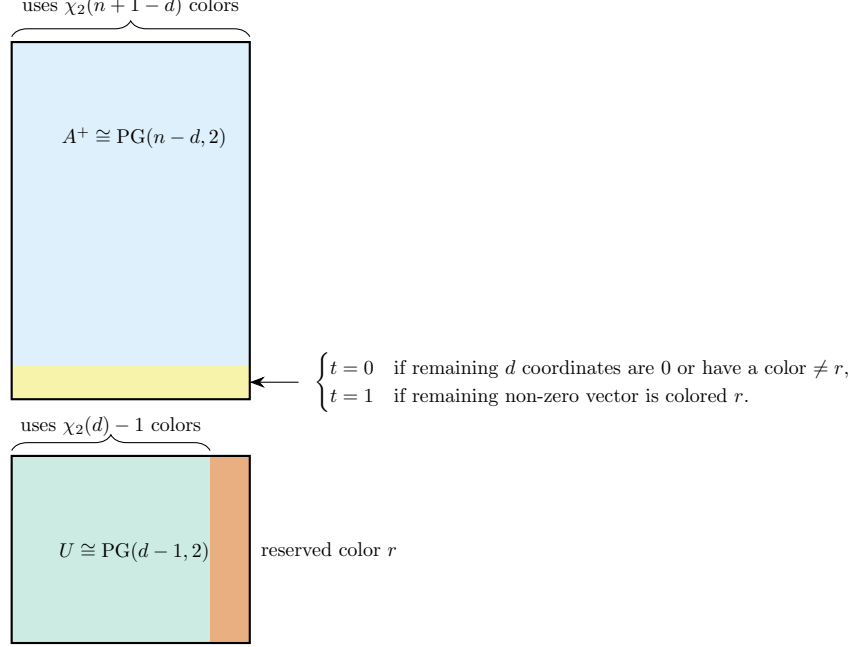 uses χ₂(n + 1 − d) colors
A⁺ ≅ PG(n − d, 2)
t = 0 if remaining d coordinates are 0 or have a color ≠ r,
t = 1 if remaining non-zero vector is colored r.
uses χ₂(d) − 1 colors
U ≅ PG(d − 1, 2)
reserved color r